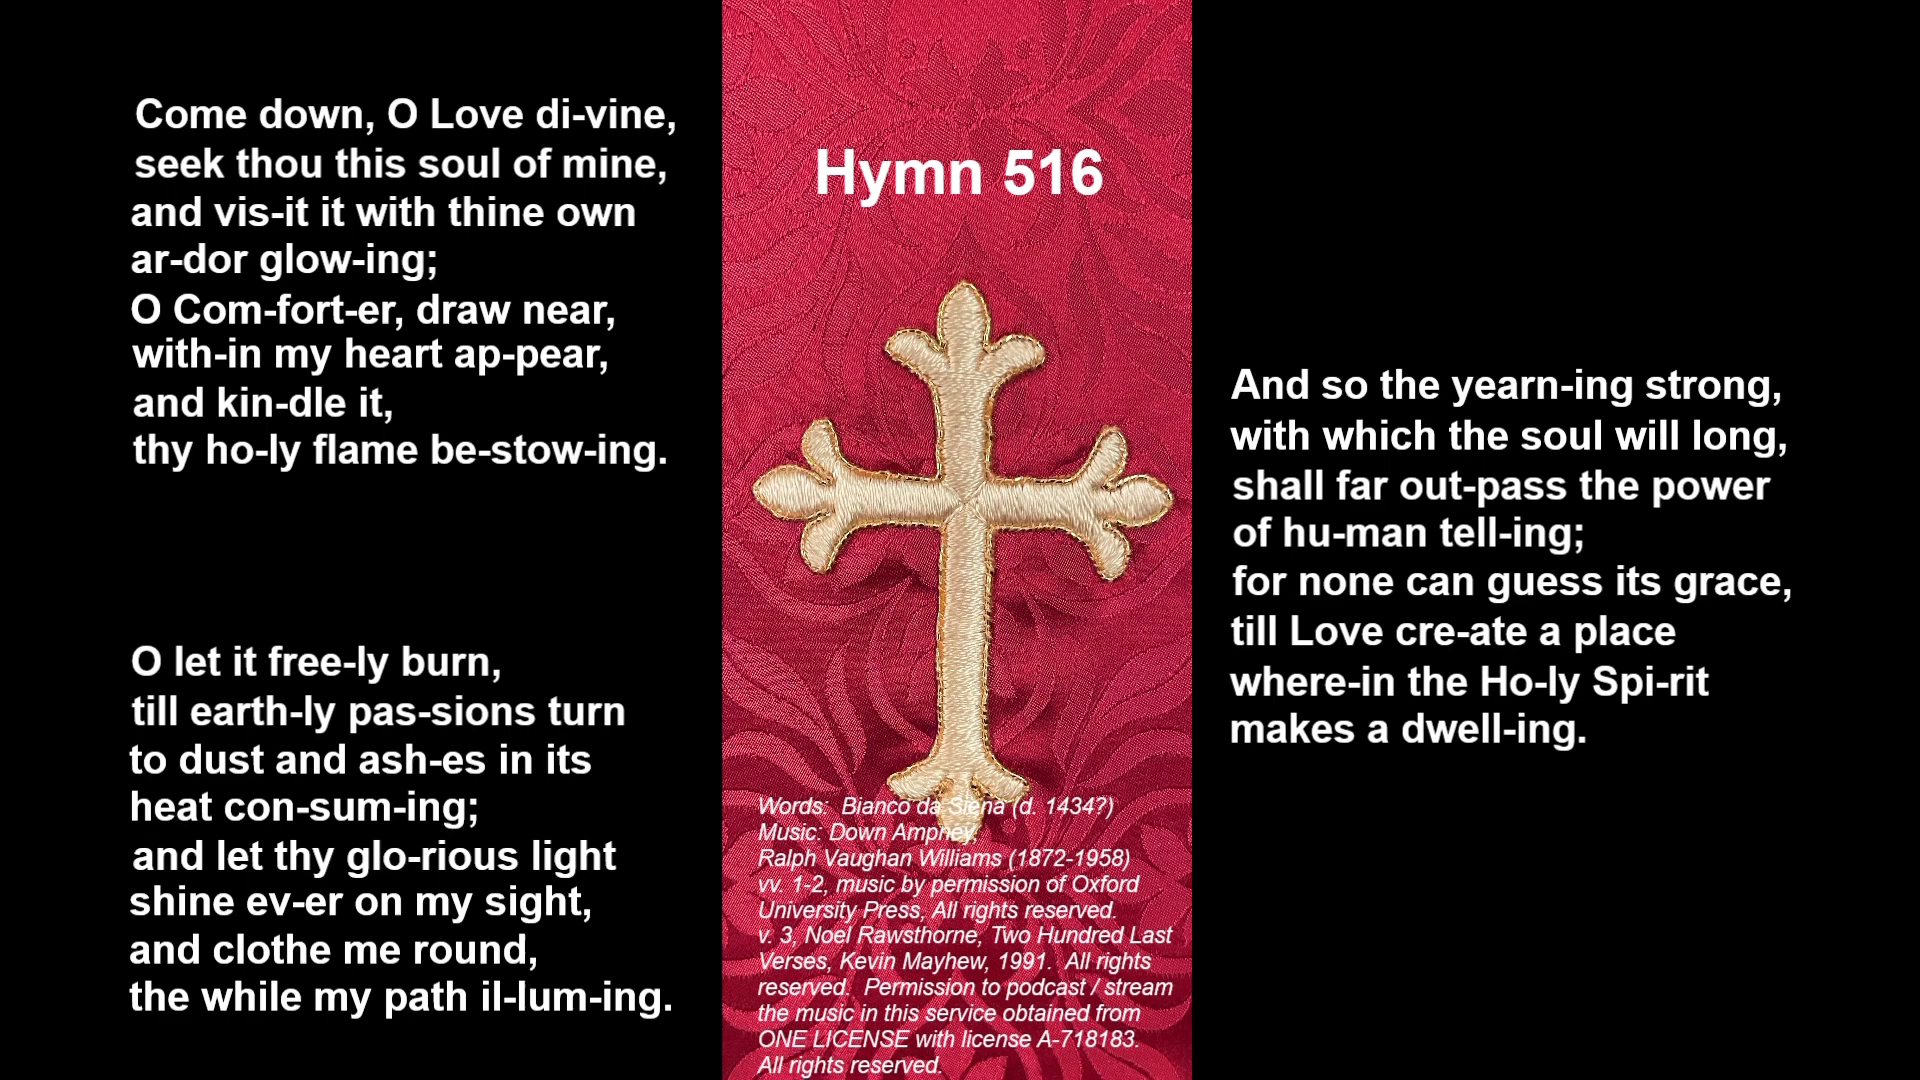 Come down, O Love di-vine,
seek thou this soul of mine,
and vis-it it with thine own
ar-dor glow-ing;
O Com-fort-er, draw near,
with-in my heart ap-pear,
and kin-dle it,
thy ho-ly flame be-stow-ing.
O let it free-ly burn,
till earth-ly pas-sions turn
to dust and ash-es in its
heat con-sum-ing;
and let thy glo-rious light
shine ev-er on my sight,
and clothe me round,
the while my path il-lum-ing.
Hymn 516
Words:  Bianco da Siena (d. 1434?)
Music: Down Ampney,
Ralph Vaughan Williams (1872-1958)
vv. 1-2, music by permission of Oxford
University Press, All rights reserved.
v. 3, Noel Rawsthorne, Two Hundred Last
Verses, Kevin Mayhew, 1991.  All rights
reserved.  Permission to podcast / stream
the music in this service obtained from
ONE LICENSE with license A-718183.
All rights reserved.
And so the yearn-ing strong,
with which the soul will long,
shall far out-pass the power
of hu-man tell-ing;
for none can guess its grace,
till Love cre-ate a place
where-in the Ho-ly Spi-rit
makes a dwell-ing.